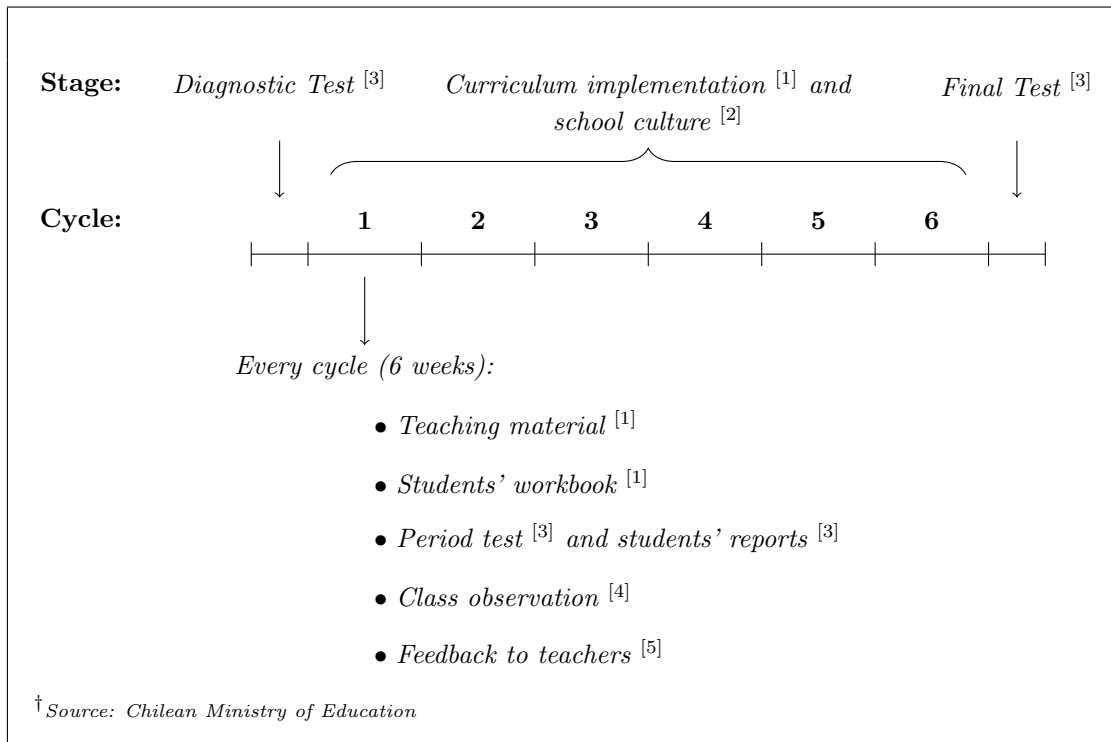 Stage: Diagnostic Test [3] Curriculum implementation [1] and Final Test [3]
school culture [2]
Cycle: 1 2 3 4 5 6
Every cycle (6 weeks):
• Teaching material [1]
• Students' workbook [1]
• Period test [3] and students' reports [3]
• Class observation [4]
• Feedback to teachers [5]
†Source: Chilean Ministry of Education